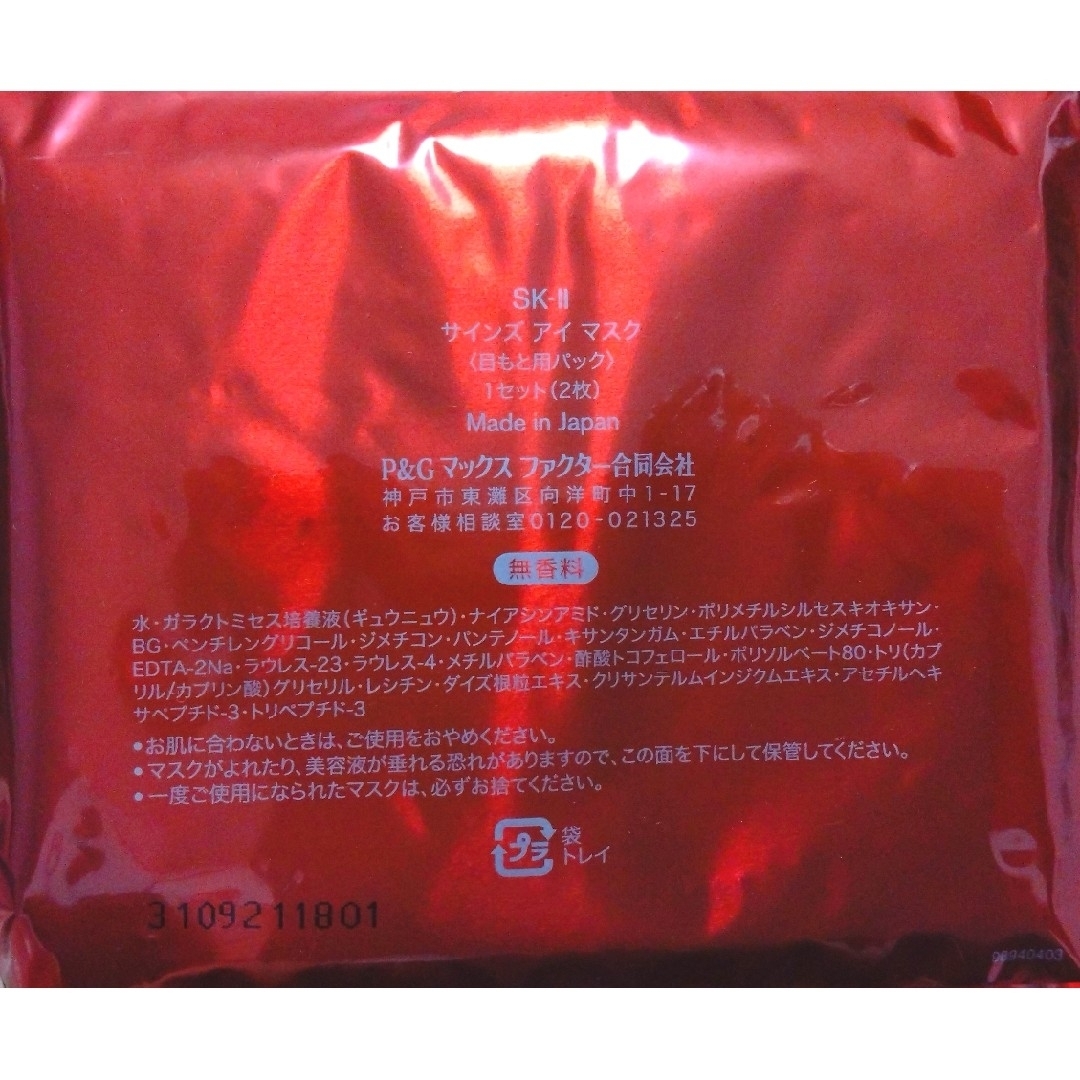 SK-II
サインズ アイ マスク
〈目もと用パック〉
1セット(2枚)
Made in Japan
P&G マックス ファクター合同会社
神戸市東灘区向洋町中1-17
お客様相談室0120-021325
無香料
水・ガラクトミセス培養液(ギュウニュウ)・ナイアシンアミド・グリセリン・ポリメチルシルセスキオキサン・
BG・ペンチレングリコール・ジメチコン・パンテノール・キサンタンガム・エチルパラベン・ジメチコノール・
EDTA-2Na・ラウレス-23・ラウレス-4・メチルパラベン・酢酸トコフェロール・ポリソルベート80・トリ(カプ
リル/カプリン酸)グリセリル・レシチン・ダイズ根粒エキス・クリサンテルムインジクムエキス・アセチルヘキ
サペプチド-3・トリペプチド-3
●お肌に合わないときは、ご使用をおやめください。
●マスクがよれたり、美容液が垂れる恐れがありますので、この面を下にして保管してください。
●一度ご使用になられたマスクは、必ずお捨てください。
プラ 袋
トレイ
3109211801
08940403